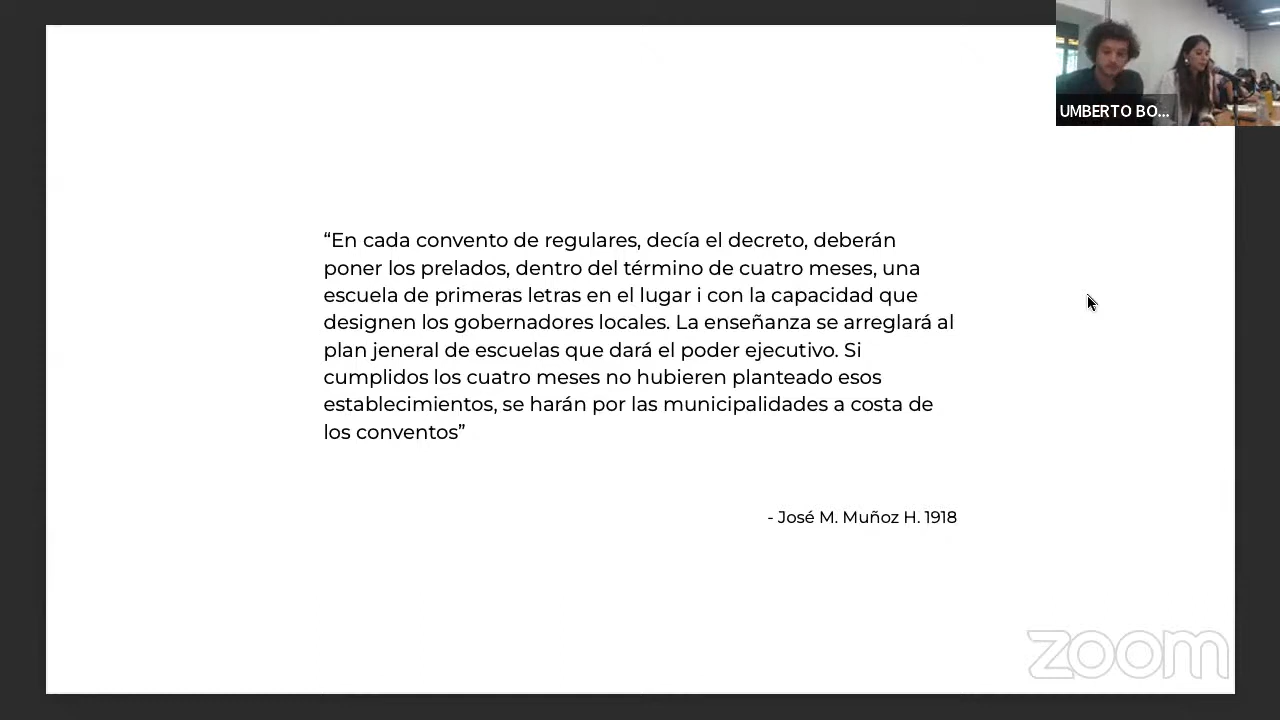 UMBERTO BO...
“En cada convento de regulares, decía el decreto, deberán
poner los prelados, dentro del término de cuatro meses, una
escuela de primeras letras en el lugar i con la capacidad que
designen los gobernadores locales. La enseñanza se arreglará al
plan jeneral de escuelas que dará el poder ejecutivo. Si
cumplidos los cuatro meses no hubieren planteado esos
establecimientos, se harán por las municipalidades a costa de
los conventos”
- José M. Muñoz H. 1918
zoom